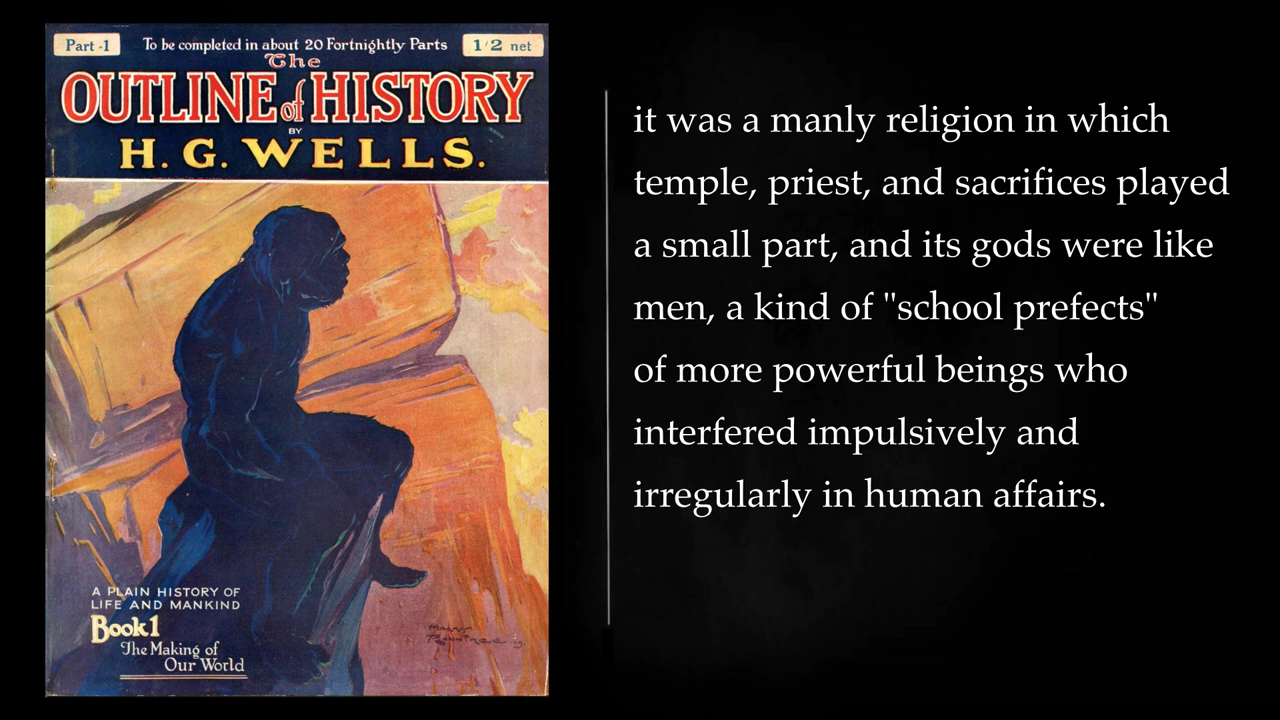 Part -1
To be completed in about 20 Fortnightly Parts
1/2 net
The
OUTLINE of HISTORY
BY
H. G. WELLS.
A PLAIN HISTORY OF
LIFE AND MANKIND
Book 1
The Making of
Our World
it was a manly religion in which
temple, priest, and sacrifices played
a small part, and its gods were like
men, a kind of "school prefects"
of more powerful beings who
interfered impulsively and
irregularly in human affairs.